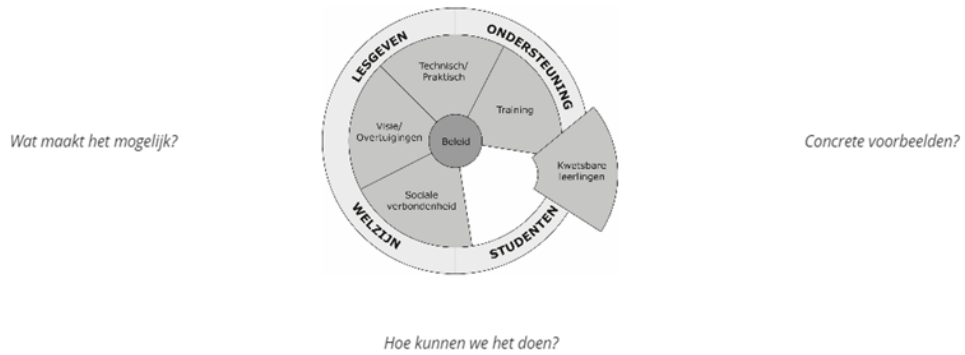 LESGEVEN
ONDERSTEUNING
Technisch/
Praktisch
Training
Visie/
Overtuigingen
Beleid
Wat maakt het mogelijk?
Concrete voorbeelden?
Kwetsbare
leerlingen
Sociale
verbondenheid
WELZIJN
STUDENTEN
Hoe kunnen we het doen?